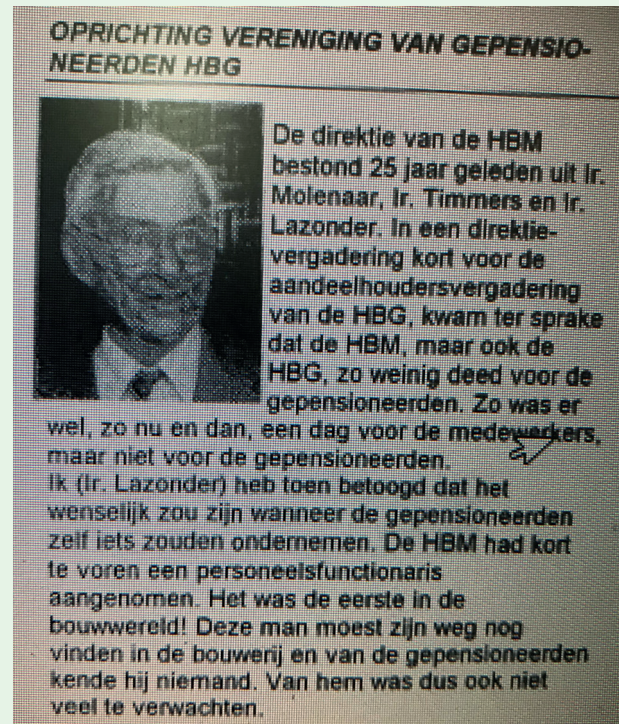 OPRICHTING VERENIGING VAN GEPENSIO-
NEERDEN HBG
De direktie van de HBM
bestond 25 jaar geleden uit Ir.
Molenaar, Ir. Timmers en Ir.
Lazonder. In een direktie-
vergadering kort voor de
aandeelhoudersvergadering
van de HBG, kwam ter sprake
dat de HBM, maar ook de
HBG, zo weinig deed voor de
gepensioneerden. Zo was er
wel, zo nu en dan, een dag voor de medewerkers,
maar niet voor de gepensioneerden.
Ik (Ir. Lazonder) heb toen betoogd dat het
wenselijk zou zijn wanneer de gepensioneerden
zelf iets zouden ondernemen. De HBM had kort
te voren een personeelsfunctionaris
aangenomen. Het was de eerste in de
bouwwereld! Deze man moest zijn weg nog
vinden in de bouwerij en van de gepensioneerden
kende hij niemand. Van hem was dus ook niet
veel te verwachten.